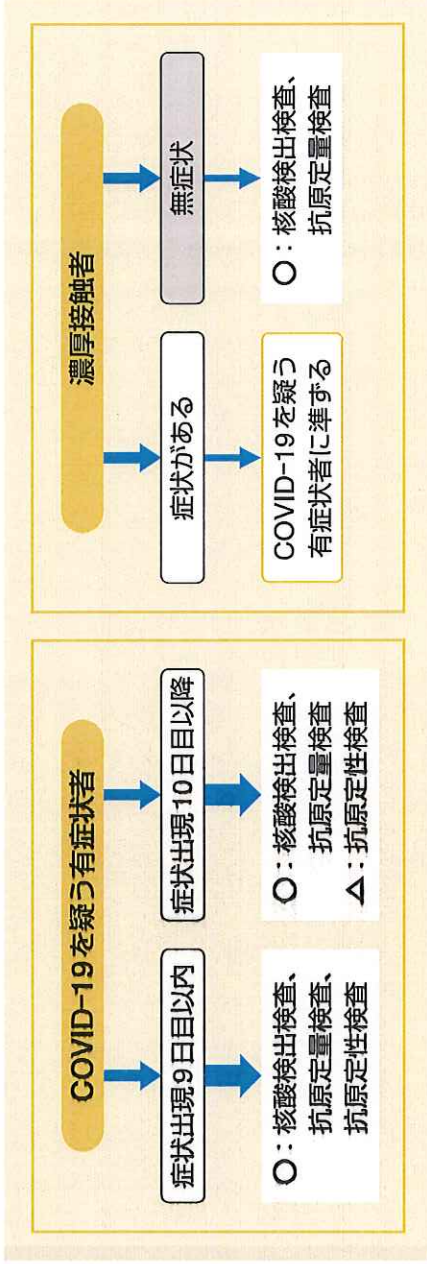 COVID-19を疑う有症状者
症状出現9日目以内
○：核酸検出検査、
抗原定量検査、
抗原定性検査
症状出現10日目以降
○：核酸検出検査、
抗原定量検査
△：抗原定性検査
濃厚接触者
症状がある
COVID-19を疑う
有症状者に準ずる
無症状
○：核酸検出検査、
抗原定量検査